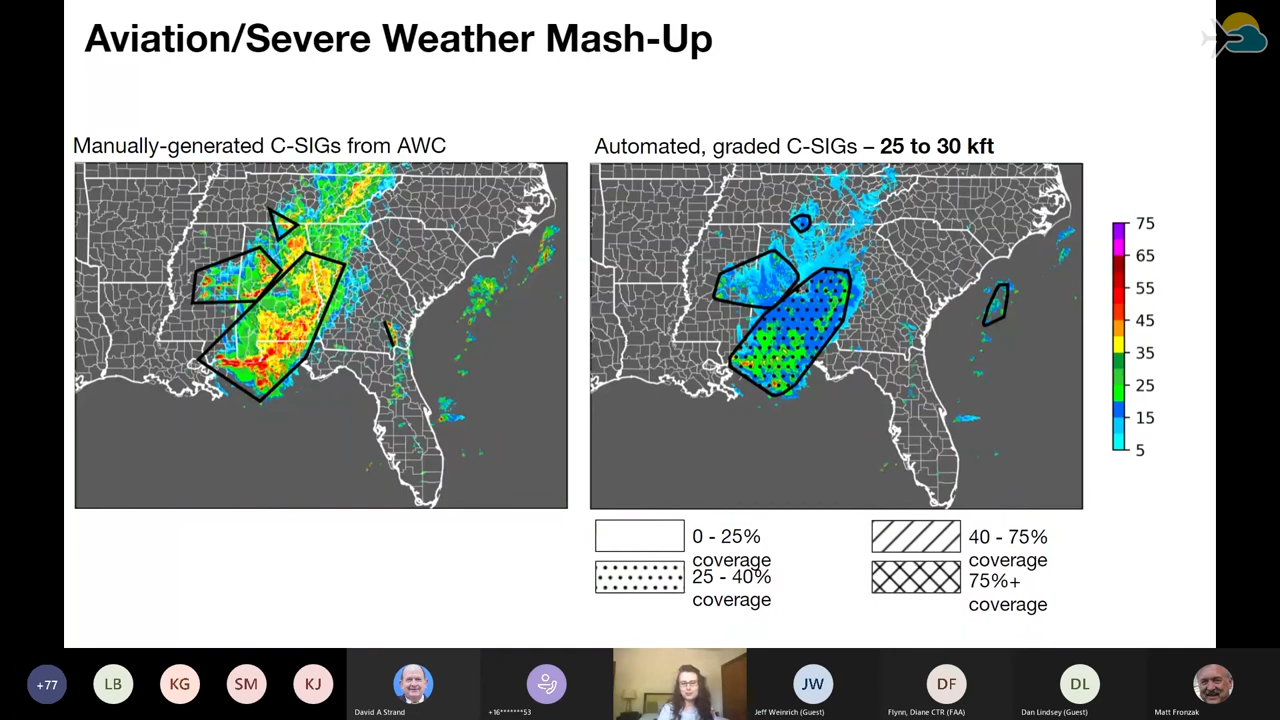 Aviation/Severe Weather Mash-Up
Manually-generated C-SIGs from AWC
Automated, graded C-SIGs – 25 to 30 kft
75
65
55
45
35
25
15
5
0 - 25%
coverage
25 - 40%
coverage
40 - 75%
coverage
75%+
coverage
+77
LB
KG
SM
KJ
David A Strand
+16*******53
JW
Jeff Weinrich (Guest)
DF
Flynn, Diane CTR (FAA)
DL
Dan Lindsey (Guest)
Matt Fronzak